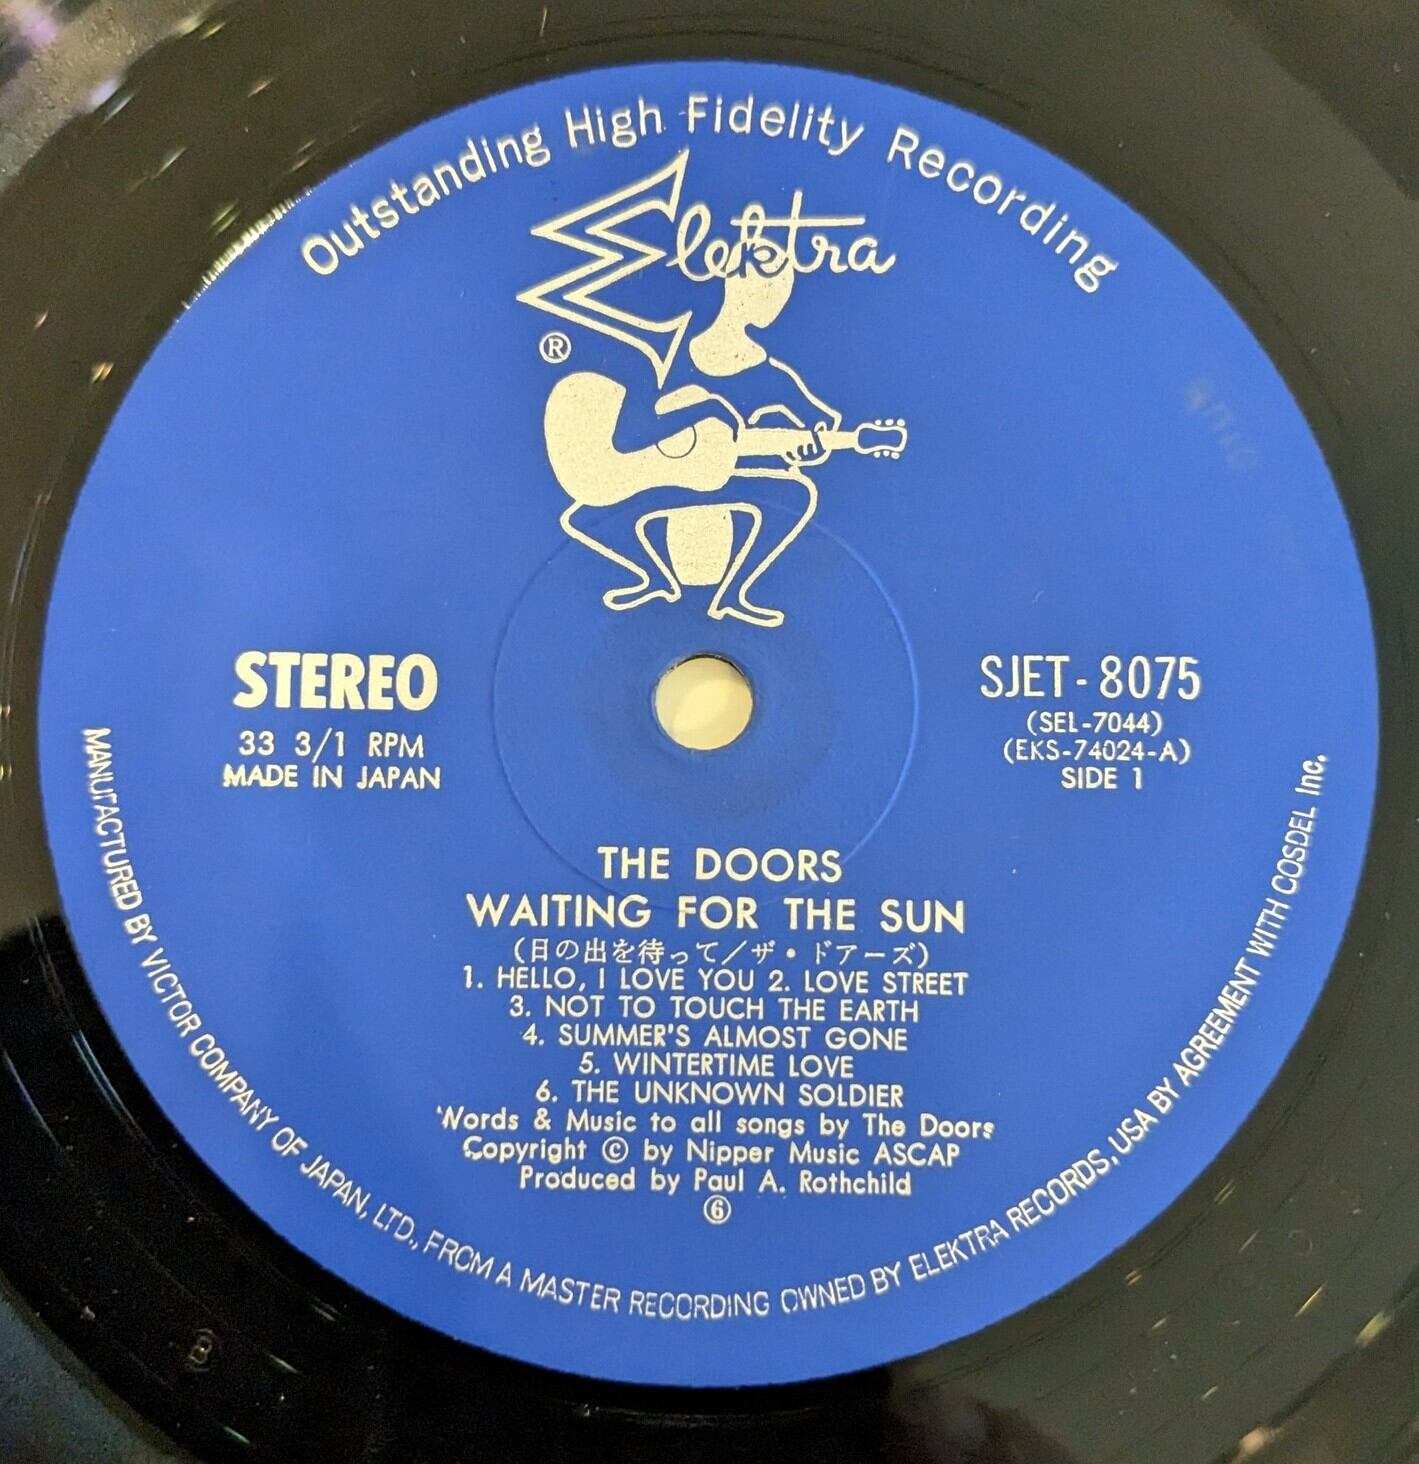 Outstanding High Fidelity Recording
Elektra
®
STEREO
33 3/1 RPM
MADE IN JAPAN
SJET-8075
(SEL-7044)
(EKS-74024-A)
SIDE 1
THE DOORS
WAITING FOR THE SUN
(日の出を待って/ザ・ドアーズ)
1. HELLO, I LOVE YOU 2. LOVE STREET
3. NOT TO TOUCH THE EARTH
4. SUMMER'S ALMOST GONE
5. WINTERTIME LOVE
6. THE UNKNOWN SOLDIER
Words & Music to all songs by The Doors
Copyright © by Nipper Music ASCAP
Produced by Paul A. Rothchild
⑥
MANUFACTURED BY VICTOR COMPANY OF JAPAN, LTD., FROM A MASTER RECORDING OWNED BY ELEKTRA RECORDS, USA BY AGREEMENT WITH COSDEL Inc.